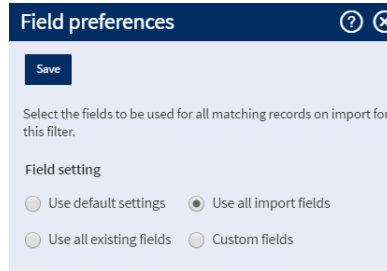 Field preferences
Save
Select the fields to be used for all matching records on import for
this filter.
Field setting
Use default settings
Use all import fields
Use all existing fields
Custom fields